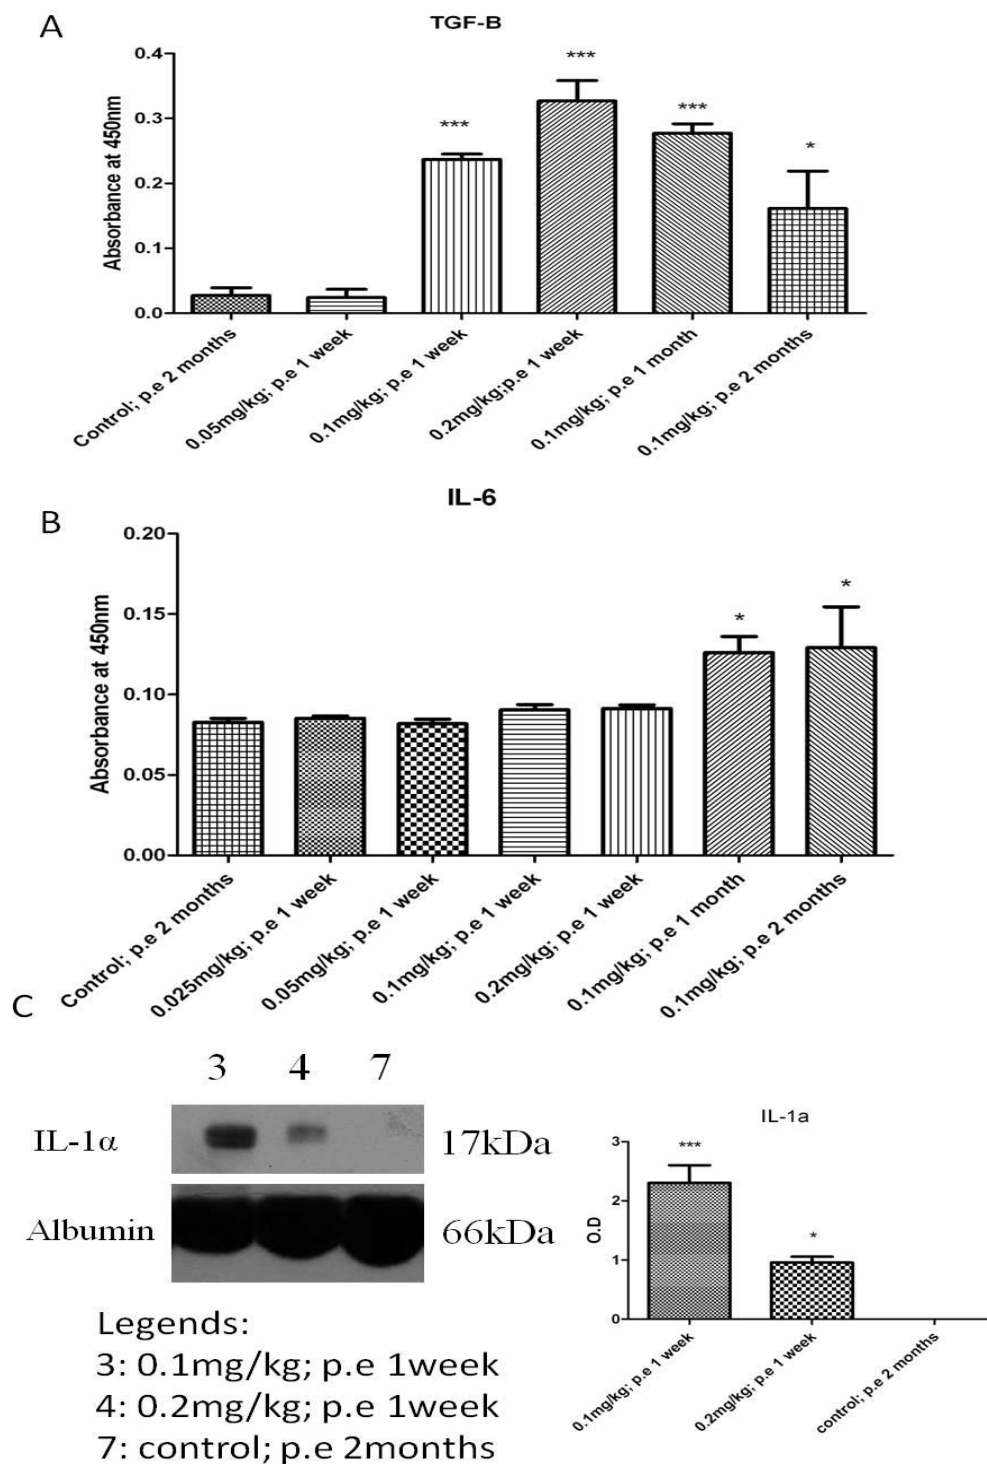 A
TGF-B
***
***
***
*
0.4
0.3
0.2
0.1
0.0
Absorbance at 450nm
Control; p.e 2 months
0.05mg/kg; p.e 1 week
0.1mg/kg; p.e 1 week
0.2mg/kg;p.e 1 week
0.1mg/kg; p.e 1 month
0.1mg/kg; p.e 2 months
B
IL-6
*
*
0.20
0.15
0.10
0.05
0.00
Absorbance at 450nm
Control; p.e 2 months
0.025mg/kg; p.e 1 week
0.05mg/kg; p.e 1 week
0.1mg/kg; p.e 1 week
0.2mg/kg; p.e 1 week
0.1mg/kg; p.e 1 month
0.1mg/kg; p.e 2 months
C
3 4 7
IL-1α 17kDa
Albumin 66kDa
Legends:
3: 0.1mg/kg; p.e 1week
4: 0.2mg/kg; p.e 1week
7: control; p.e 2months
IL-1a
***
*
3
2
1
0
O.D
0.1mg/kg; p.e 1 week
0.2mg/kg; p.e 1 week
control; p.e 2 months